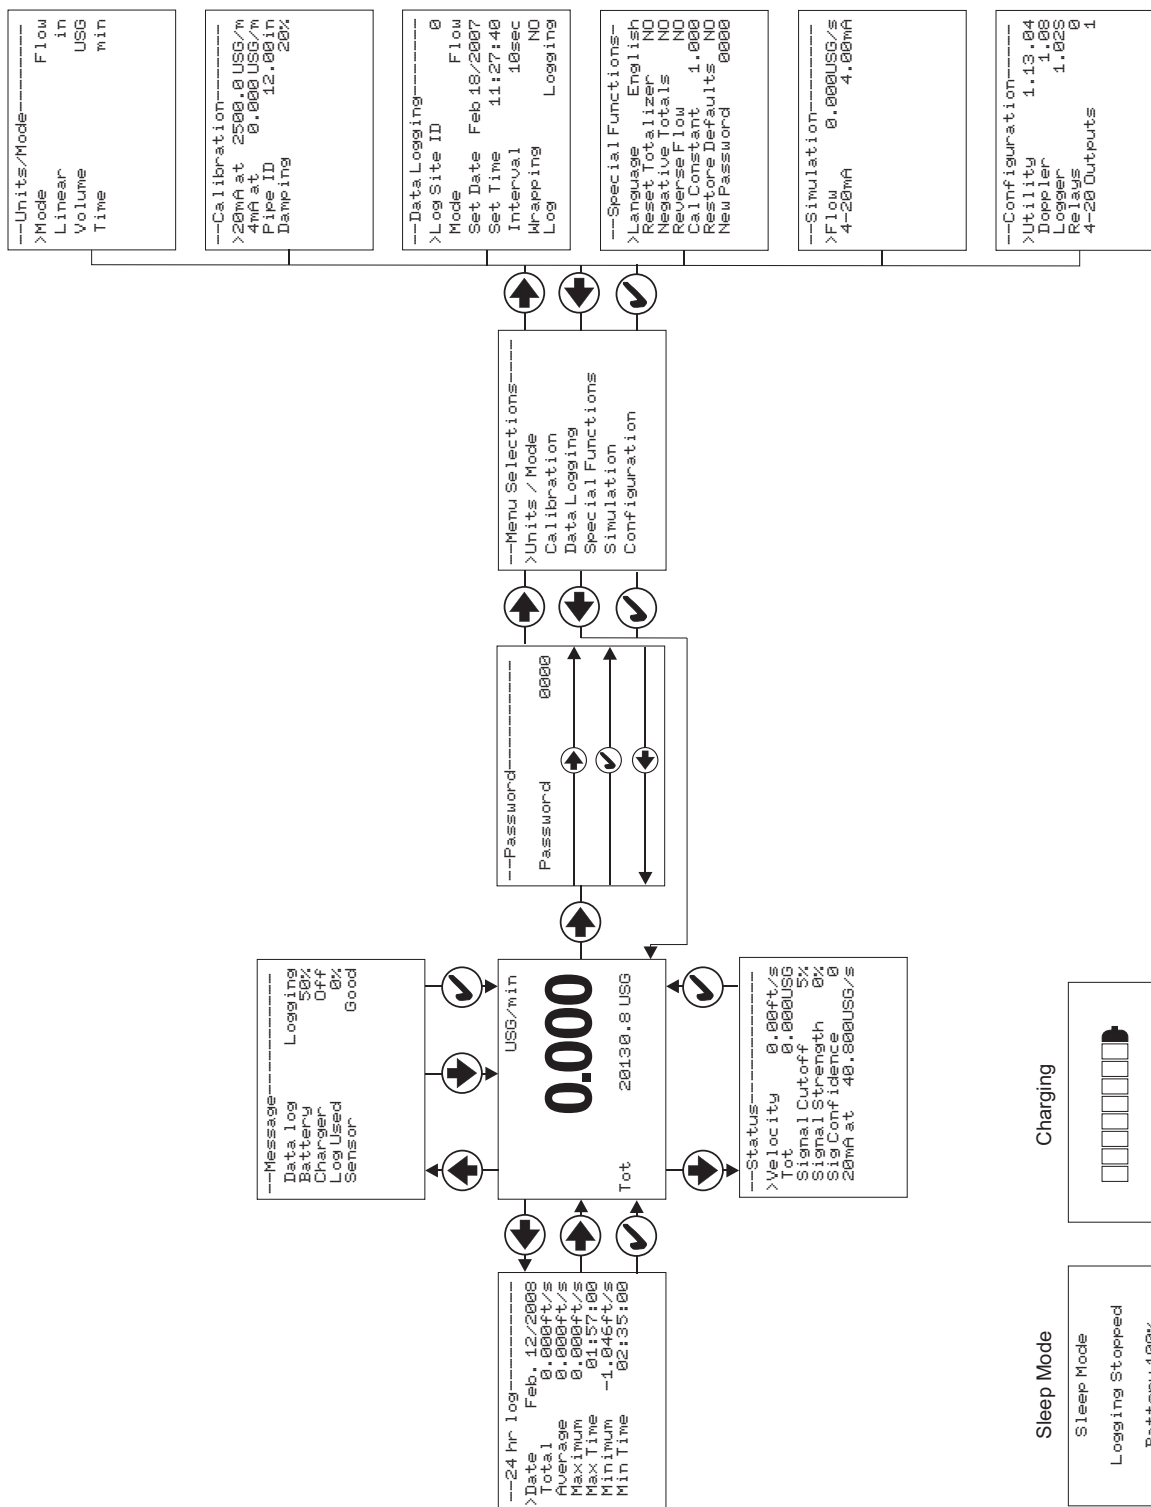 --Units/Mode--------
>Mode Flow
Linear in
Volume USG
Time min
--Calibration-------
>20mA at 2500.0 USG/m
4mA at 0.000 USG/m
Pipe ID 12.00in
Damping 20%
--Data Logging-------
>Log Site ID 0
Mode Flow
Set Date Feb 18/2007
Set Time 11:27:40
Interval 10sec
Wrapping NO
Log Logging
--Special Functions-
>Language English
Reset Totalizer NO
Negative Totals NO
Reverse Flow NO
Cal Constant 1.000
Restore Defaults NO
New Password 0000
--Simulation--------
>Flow 0.000USG/s
4-20mA 4.00mA
--Configuration-----
>Utility 1.13.04
Doppler 1.08
Logger 1.02S
Relays 0
4-20 Outputs 1
--Menu Selections----
>Units / Mode
Calibration
Data Logging
Special Functions
Simulation
Configuration
--Password-----------
Password 0000
--Message------------
Data log Logging
Battery 50%
Charger Off
Log Used 0%
Sensor Good
USG/min
0.000
Tot 20130.8 USG
--Status-------------
>Velocity 0.00ft/s
Tot 0.000USG
Signal Cutoff 5%
Signal Strength 0%
Sig Confidence 0
20mA at 40.800USG/s
--24 hr log----------
>Date Feb. 12/2008
Total 0.000ft/s
Average 0.000ft/s
Maximum 0.000ft/s
Max Time 01:57:00
Minimum -1.046ft/s
Min Time 02:35:00
Charging
Sleep Mode
Sleep Mode
Logging Stopped
Battery 100%